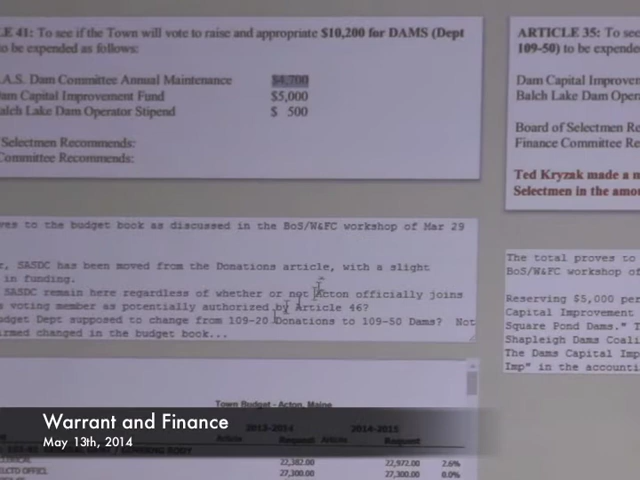 E 41: To see if the Town will vote to raise and appropriate $10,200 for DAMS (Dept
o be expended as follows:
.A.S. Dam Committee Annual Maintenance $4,700
am Capital Improvement Fund $5,000
alch Lake Dam Operator Stipend $ 500
Selectmen Recommends:
Committee Recommends:
ARTICLE 35: To see
109-50) to be expende
Dam Capital Improvem
Balch Lake Dam Oper
Board of Selectmen Re
Finance Committee Re
Ted Kryzak made a m
Selectmen in the amou
ves to the budget book as discussed in the BoS/W&FC workshop of Mar 29
r, SASDC has been moved from the Donations article, with a slight
in funding.
SASDC remain here regardless of whether or not Acton officially joins
s voting member as potentially authorized by Article 46?
udget Dept supposed to change from 109-20 Donations to 109-50 Dams? Not
irmed changed in the budget book...
The total proves to
BoS/W&FC workshop of
Reserving $5,000 per
Capital Improvement
Square Pond Dams." T
Shapleigh Dams Coali
The Dams Capital Imp
Imp" in the accounti
Town Budget - Acton, Maine
2013-2014 2014-2015
Article Request Article Request
22,382.00 22,972.00 2.6%
27,300.00 27,300.00 0.0%
Warrant and Finance
May 13th, 2014